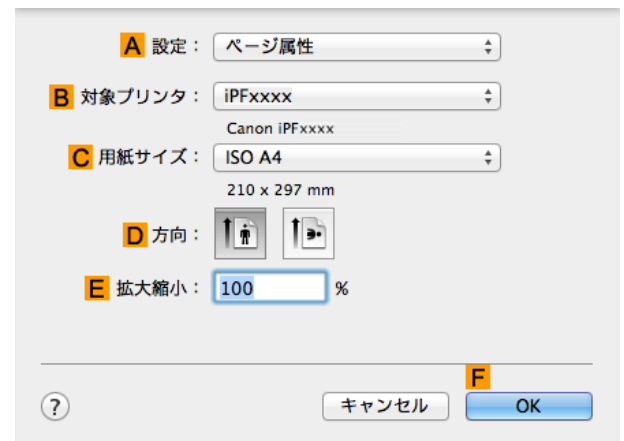 A 設定： ページ属性
B 対象プリンタ： iPFxxxx
Canon iPFxxxx
C 用紙サイズ： ISO A4
210 x 297 mm
D 方向：
E 拡大縮小： 100 %
F
? キャンセル OK